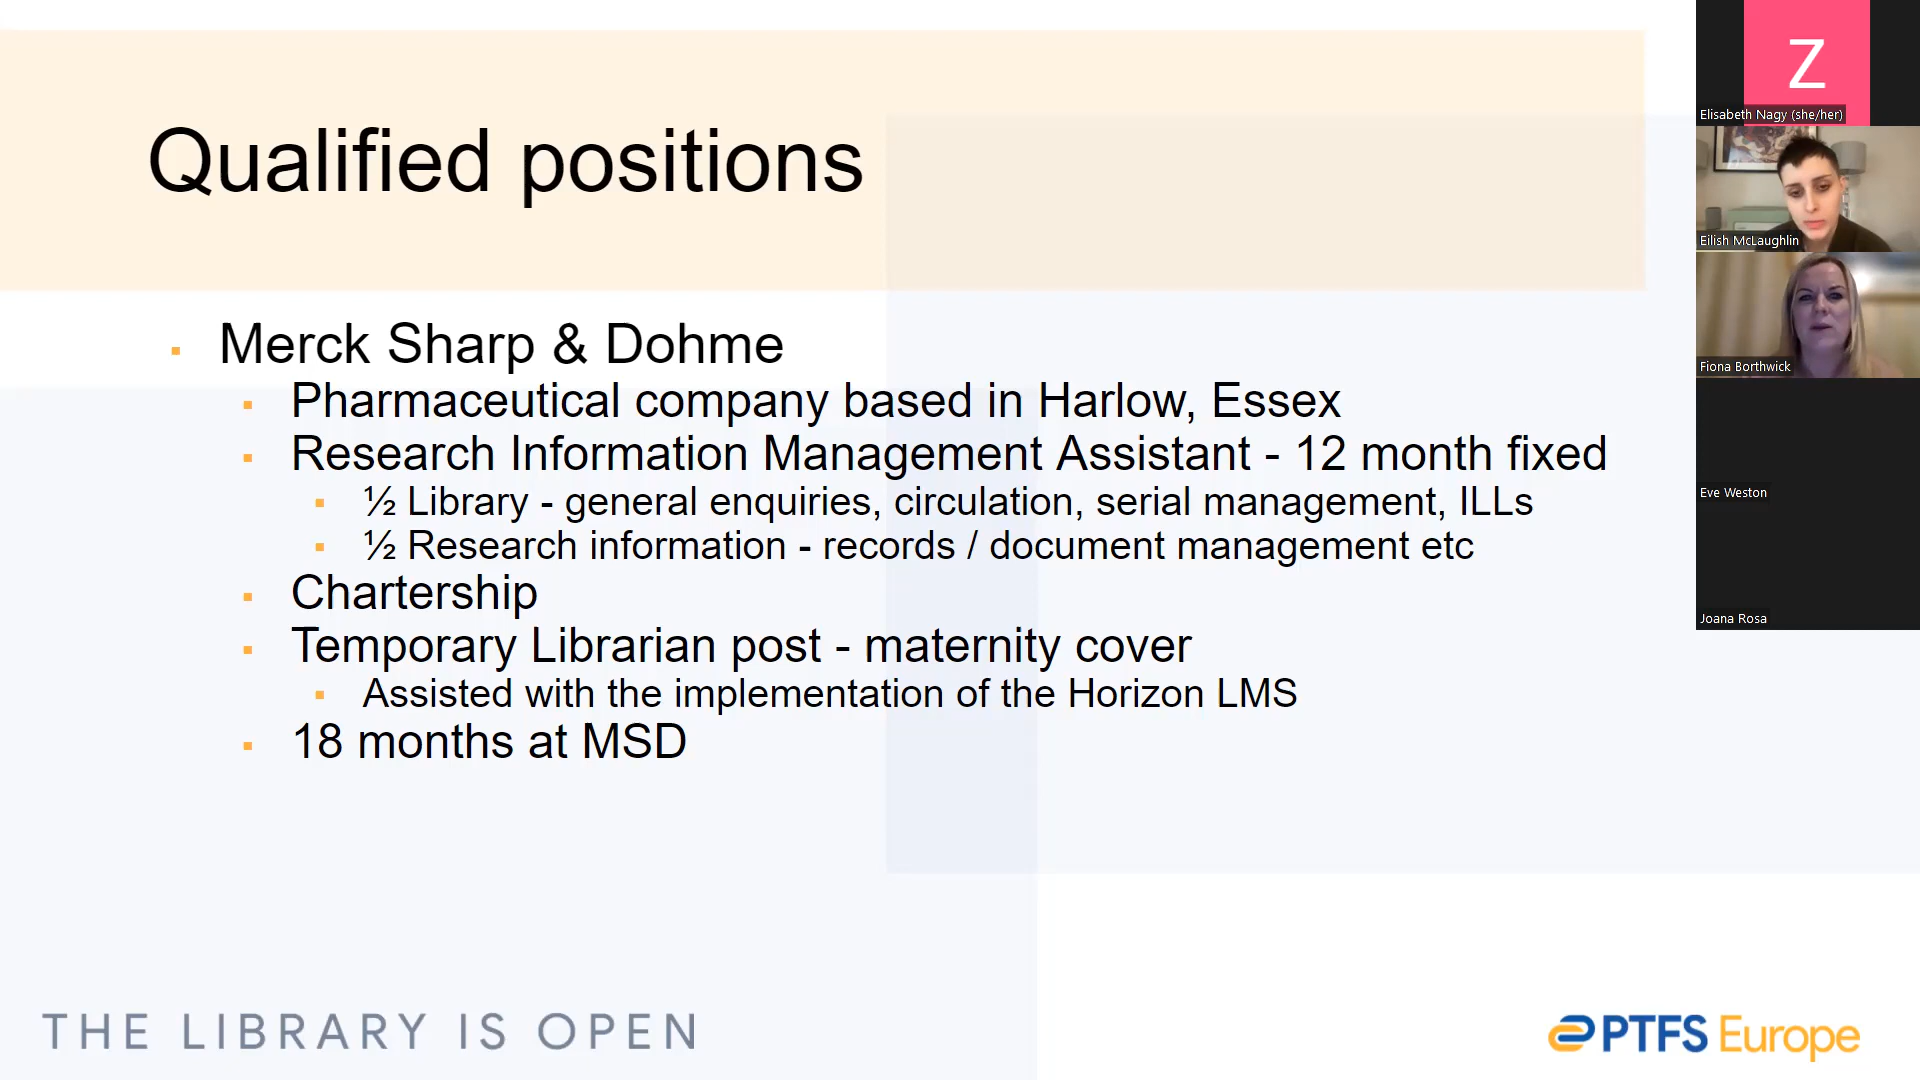 Qualified positions
Merck Sharp & Dohme
Pharmaceutical company based in Harlow, Essex
Research Information Management Assistant - 12 month fixed
½ Library - general enquiries, circulation, serial management, ILLs
½ Research information - records / document management etc
Chartership
Temporary Librarian post - maternity cover
Assisted with the implementation of the Horizon LMS
18 months at MSD
THE LIBRARY IS OPEN
PTFS Europe
Z
Elisabeth Nagy (she/her)
Eilish McLaughlin
Fiona Borthwick
Eve Weston
Joana Rosa